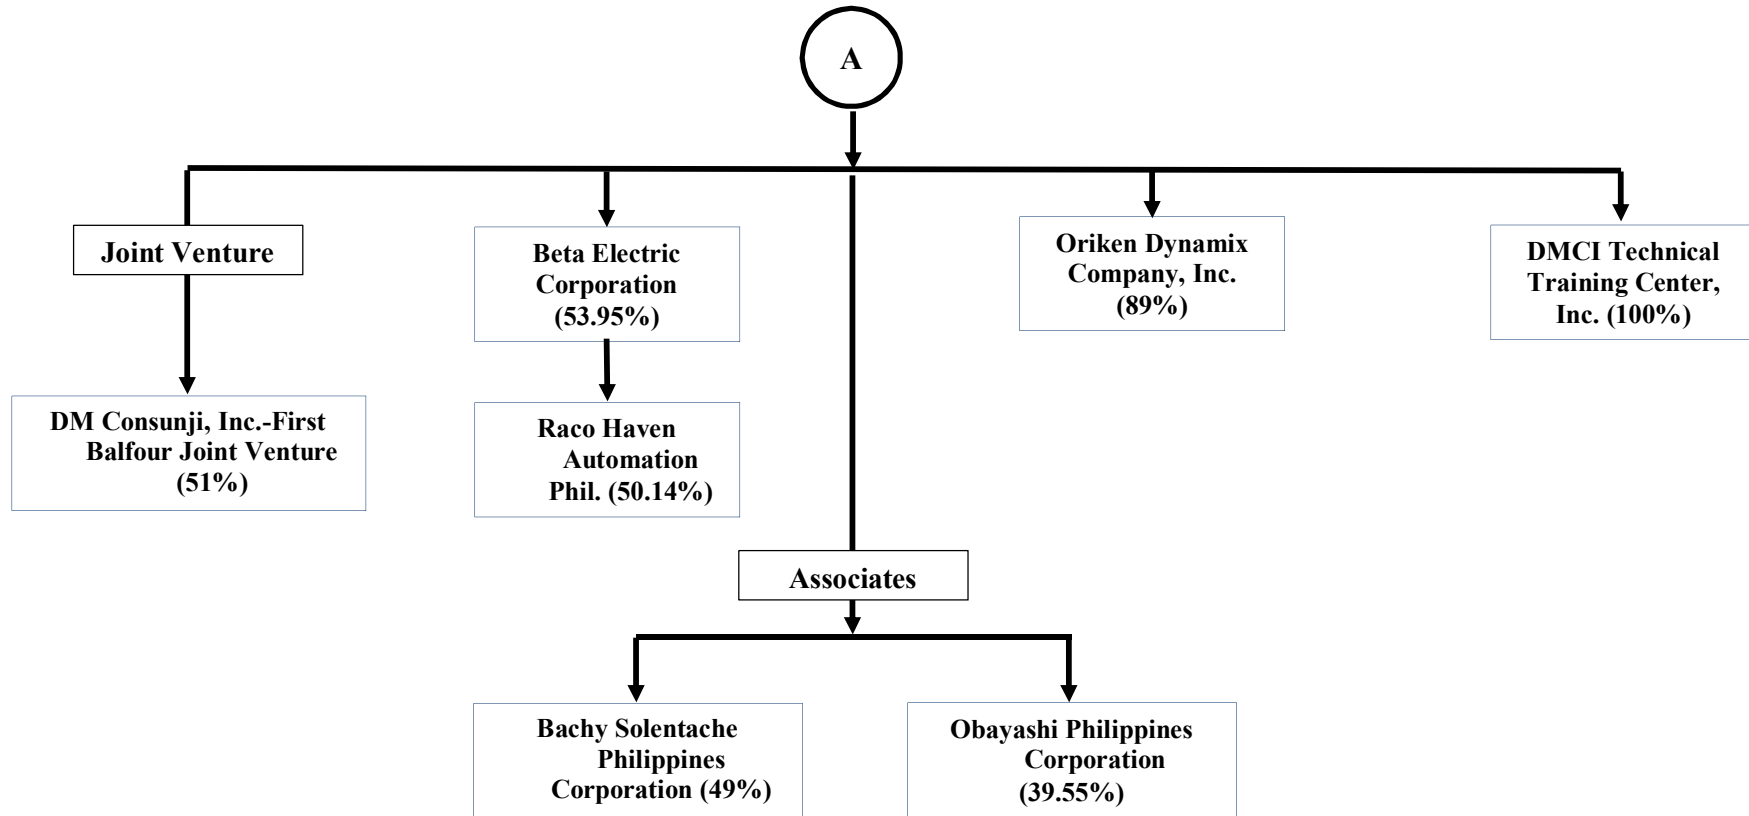 A
Joint Venture
Beta Electric
Corporation
(53.95%)
Oriken Dynamix
Company, Inc.
(89%)
DMCI Technical
Training Center,
Inc. (100%)
DM Consunji, Inc.-First
Balfour Joint Venture
(51%)
Raco Haven
Automation
Phil. (50.14%)
Associates
Bachy Solentache
Philippines
Corporation (49%)
Obayashi Philippines
Corporation
(39.55%)